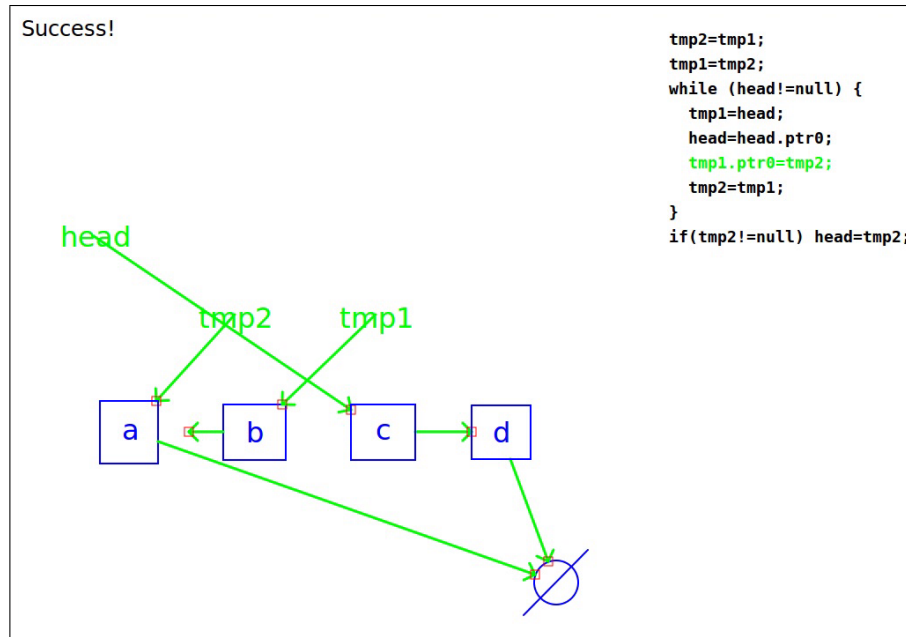 Success!
tmp2=tmp1;
tmp1=tmp2;
while (head!=null) {
  tmp1=head;
  head=head.ptr0;
  tmp1.ptr0=tmp2;
  tmp2=tmp1;
}
if(tmp2!=null) head=tmp2;
head
tmp2 tmp1
a b c d